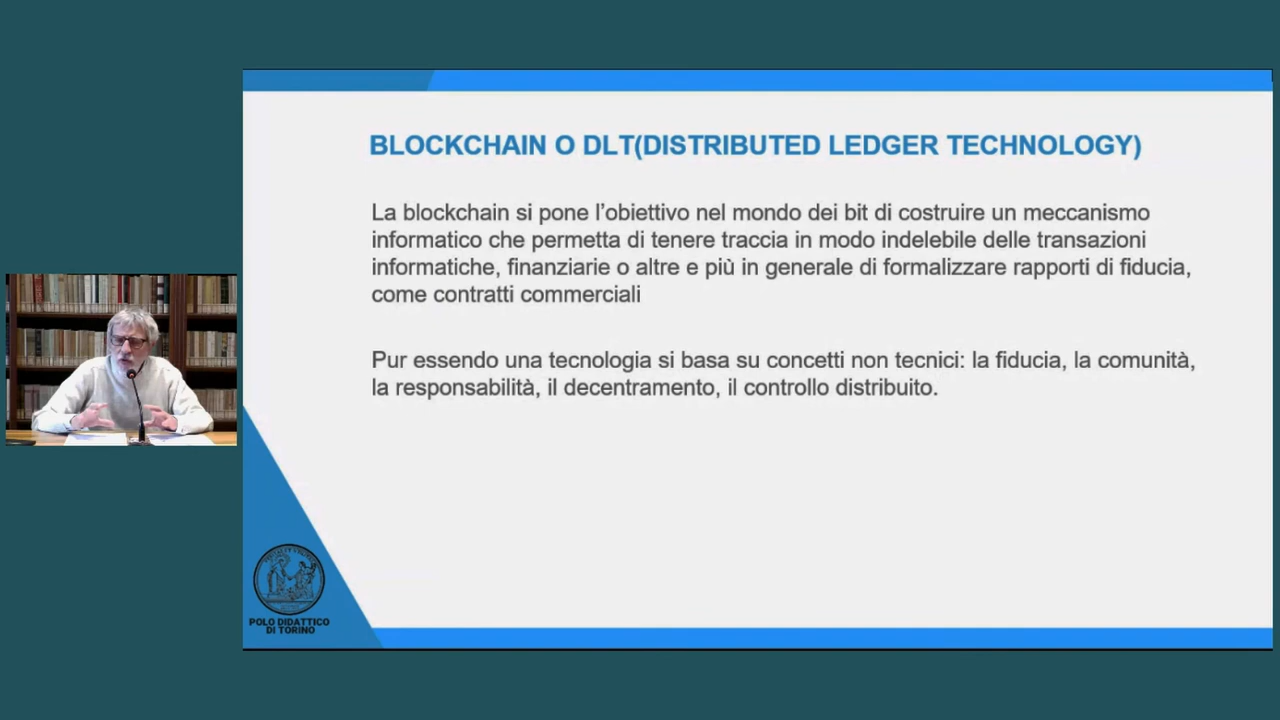 BLOCKCHAIN O DLT(DISTRIBUTED LEDGER TECHNOLOGY)
La blockchain si pone l'obiettivo nel mondo dei bit di costruire un meccanismo
informatico che permetta di tenere traccia in modo indelebile delle transazioni
informatiche, finanziarie o altre e più in generale di formalizzare rapporti di fiducia,
come contratti commerciali
Pur essendo una tecnologia si basa su concetti non tecnici: la fiducia, la comunità,
la responsabilità, il decentramento, il controllo distribuito.
POLO DIDATTICO
DI TORINO